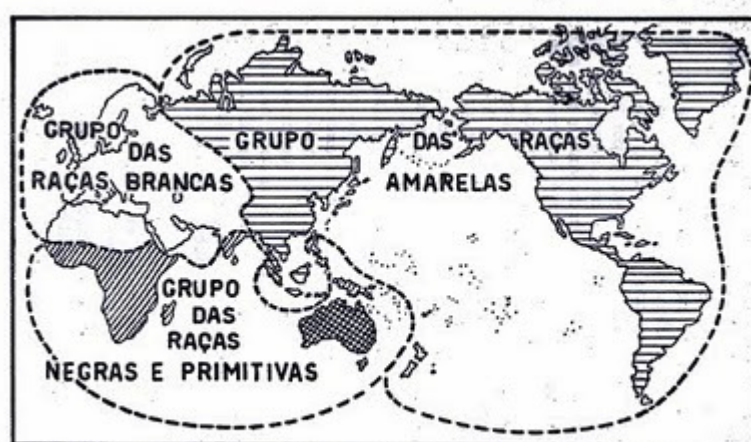 GRUPO
DAS
RAÇAS BRANCAS
GRUPO DAS RAÇAS
AMARELAS
GRUPO
DAS
RAÇAS
NEGRAS E PRIMITIVAS